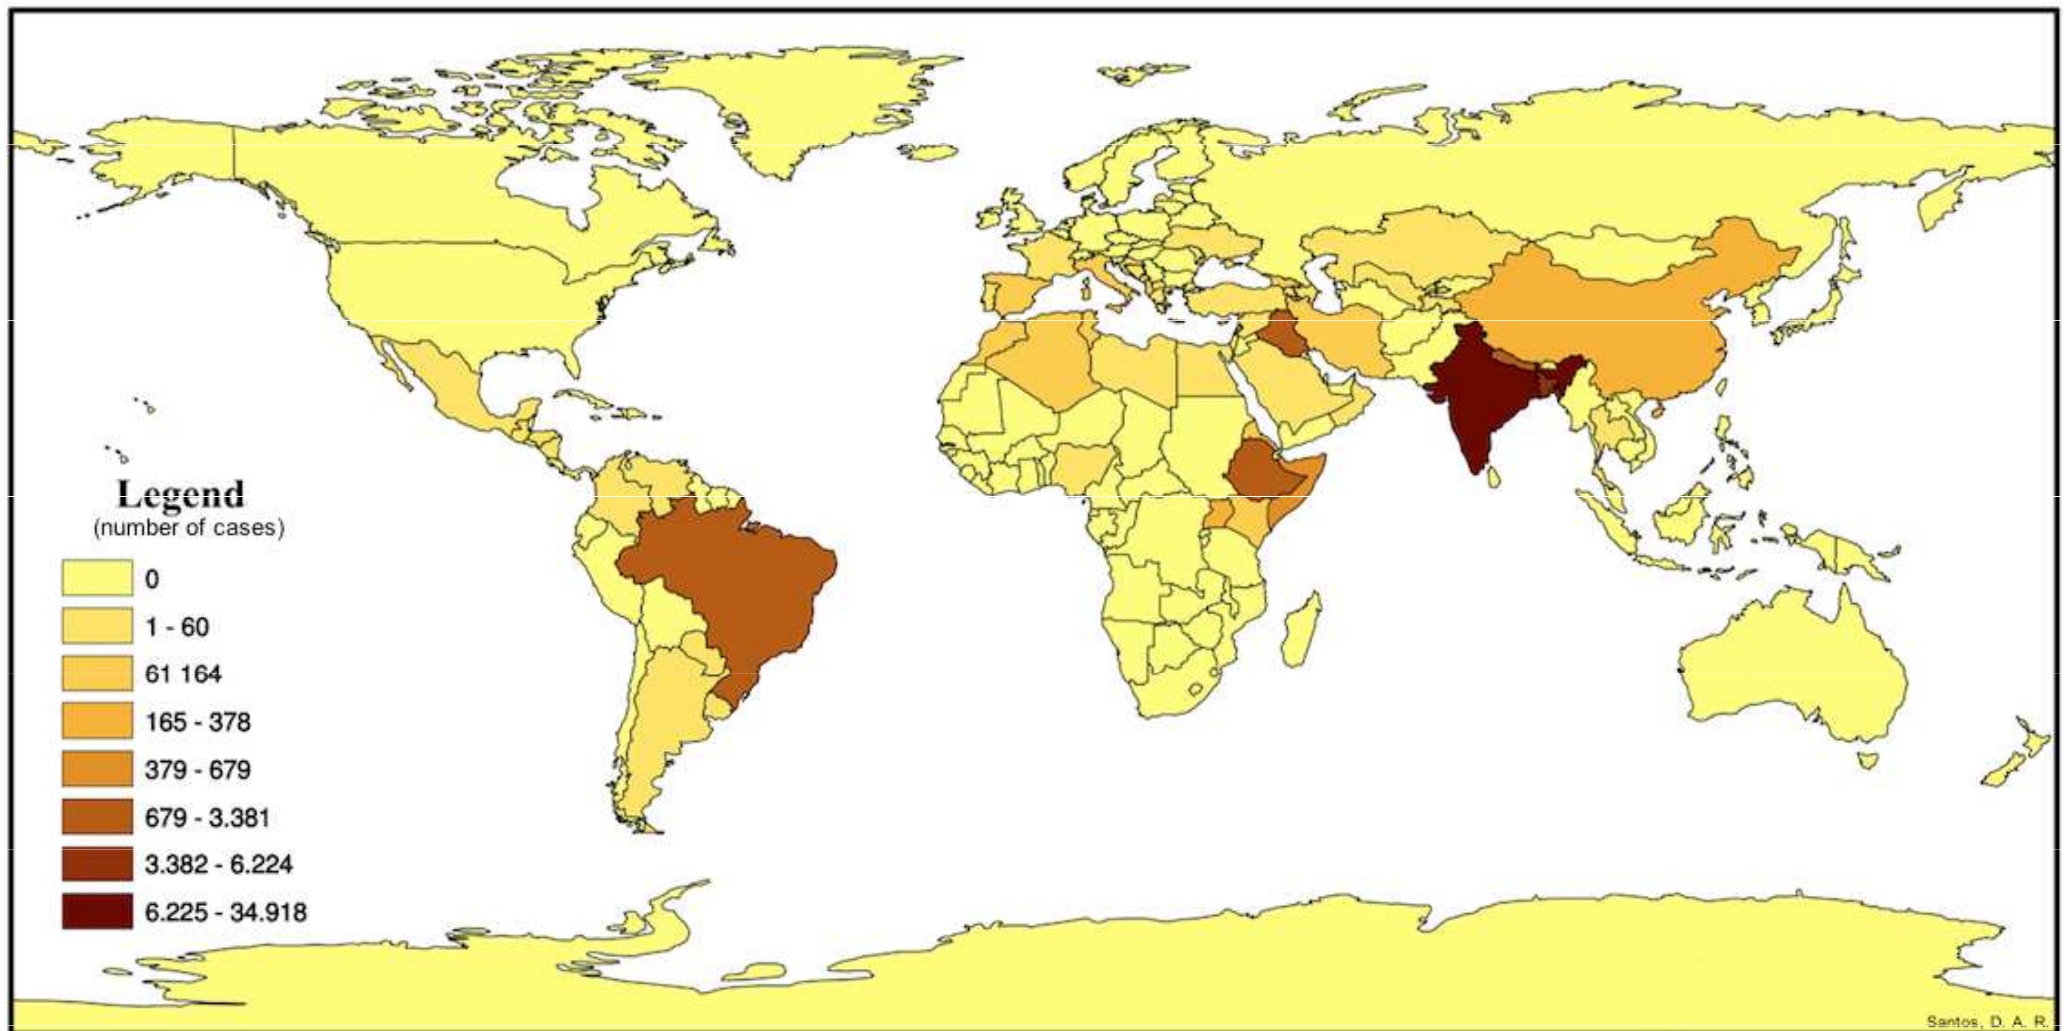 Legend
(number of cases)
0
1 - 60
61 164
165 - 378
379 - 679
679 - 3.381
3.382 - 6.224
6.225 - 34.918
Santos, D. A. R.